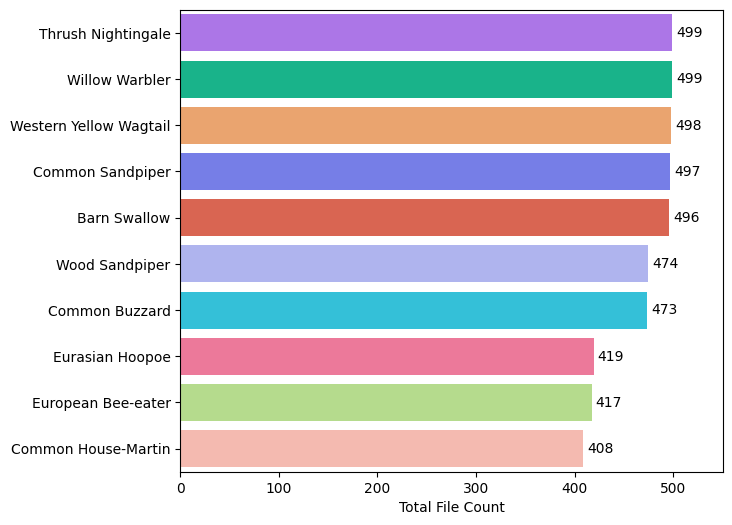 Thrush Nightingale 499
Willow Warbler 499
Western Yellow Wagtail 498
Common Sandpiper 497
Barn Swallow 496
Wood Sandpiper 474
Common Buzzard 473
Eurasian Hoopoe 419
European Bee-eater 417
Common House-Martin 408
0 100 200 300 400 500
Total File Count